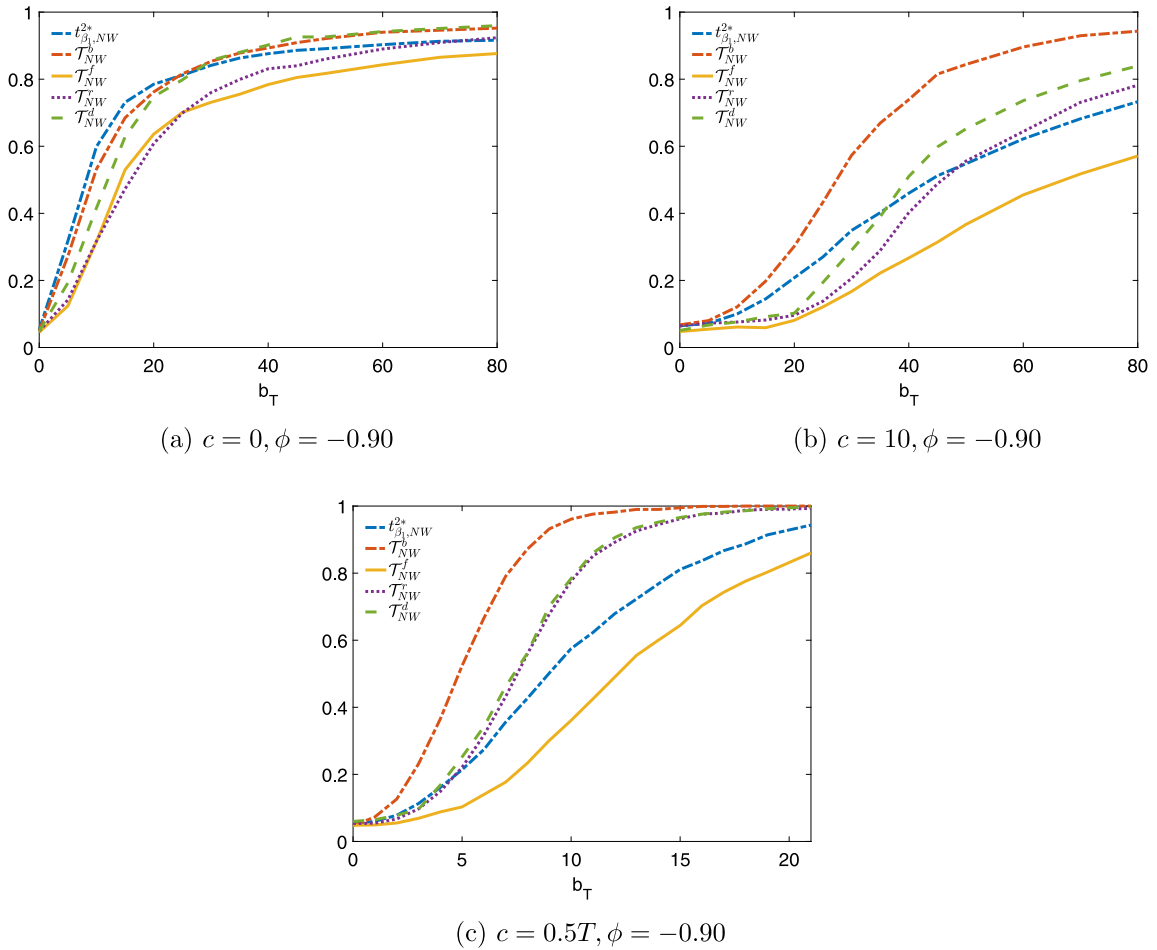 1
0.8
0.6
0.4
0.2
0
0 20 40 60 80
b_T
t^{2*}_{β_1,NW}
𝒯^b_{NW}
𝒯^f_{NW}
𝒯^r_{NW}
𝒯^d_{NW}
(a) c = 0, ϕ = −0.90
1
0.8
0.6
0.4
0.2
0
0 20 40 60 80
b_T
t^{2*}_{β_1,NW}
𝒯^b_{NW}
𝒯^f_{NW}
𝒯^r_{NW}
𝒯^d_{NW}
(b) c = 10, ϕ = −0.90
1
0.8
0.6
0.4
0.2
0
0 5 10 15 20
b_T
t^{2*}_{β_1,NW}
𝒯^b_{NW}
𝒯^f_{NW}
𝒯^r_{NW}
𝒯^d_{NW}
(c) c = 0.5T, ϕ = −0.90